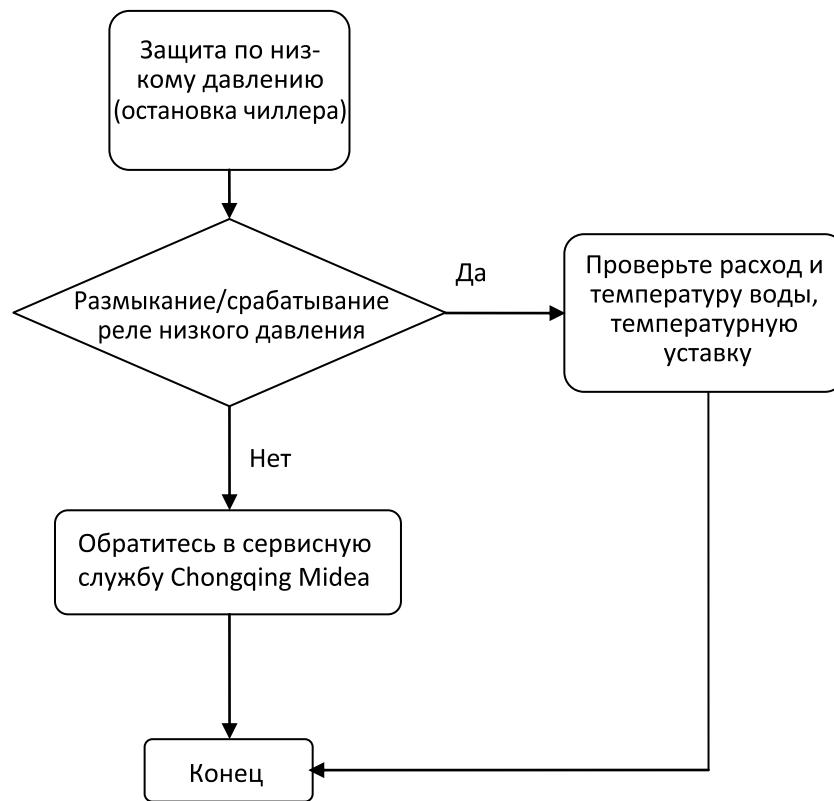 Защита по низ-
кому давлению
(остановка чиллера)
Да
Проверьте расход и
температуру воды,
температурную
уставку
Размыкание/срабатывание
реле низкого давления
Нет
Обратитесь в сервисную
службу Chongqing Midea
Конец